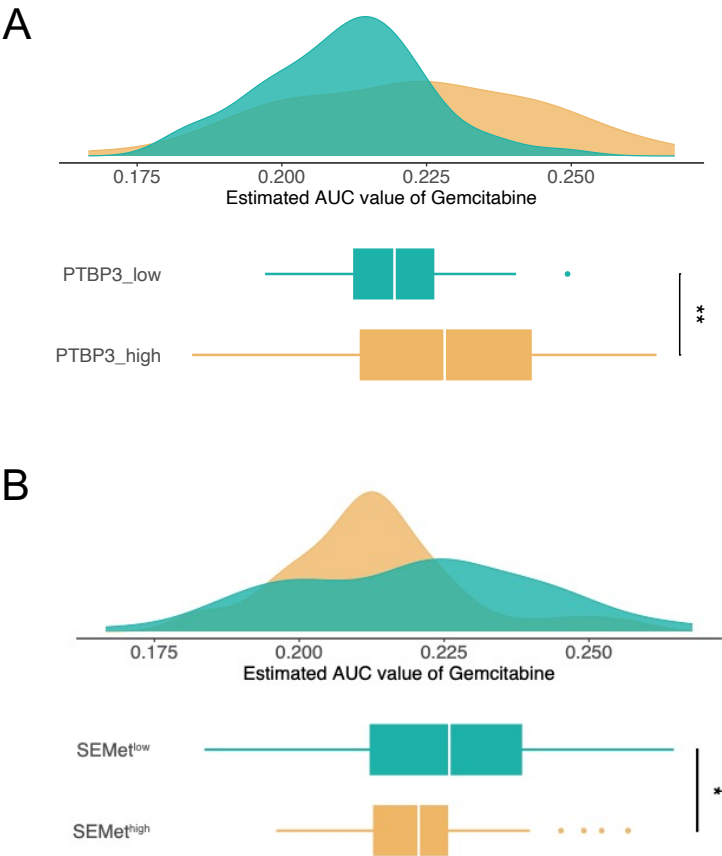 A
0.175 0.200 0.225 0.250
Estimated AUC value of Gemcitabine
PTBP3_low
**
PTBP3_high
B
0.175 0.200 0.225 0.250
Estimated AUC value of Gemcitabine
SEMetlow
*
SEMethigh